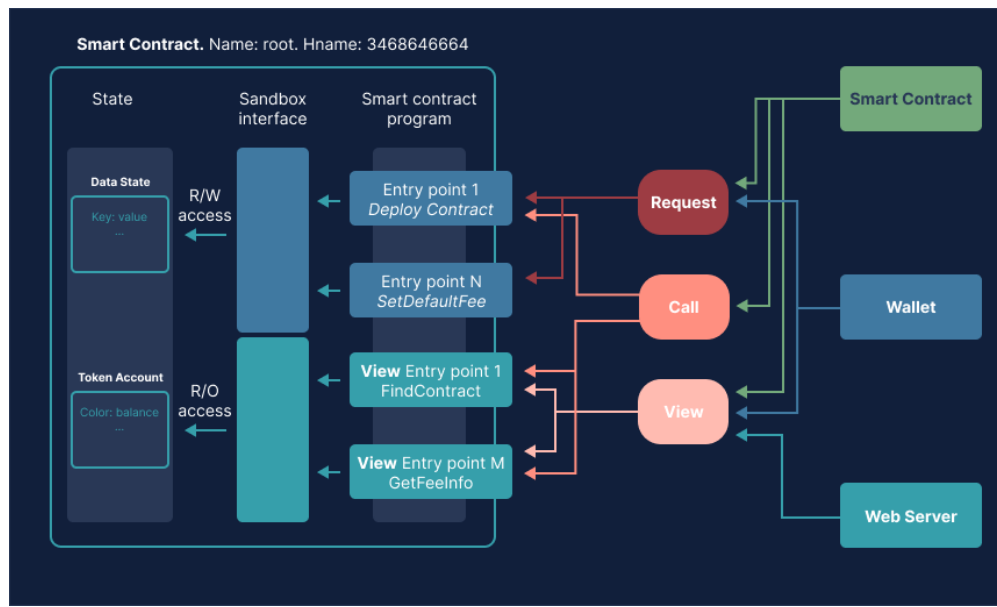 Smart Contract. Name: root. Hname: 3468646664
State
Sandbox
interface
Smart contract
program
Data State
Key: value
...
R/W
access
Entry point 1
Deploy Contract
Entry point N
SetDefaultFee
Token Account
Color: balance
...
R/O
access
View Entry point 1
FindContract
View Entry point M
GetFeeInfo
Request
Call
View
Smart Contract
Wallet
Web Server